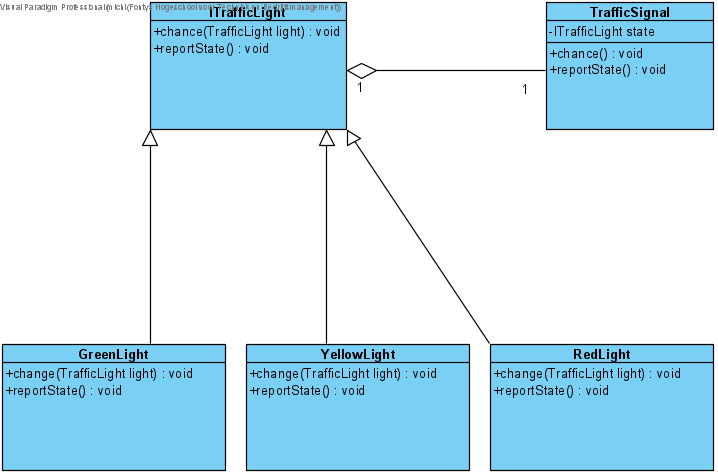 Visual Paradigm Professional(michi(Fontys Hogeschool voor Techniek en Bedrijfsmanagement))
ITrafficLight
+chance(TrafficLight light) : void
+reportState() : void
TrafficSignal
-ITrafficLight state
+chance() : void
+reportState() : void
1
1
GreenLight
+change(TrafficLight light) : void
+reportState() : void
YellowLight
+change(TrafficLight light) : void
+reportState() : void
RedLight
+change(TrafficLight light) : void
+reportState() : void